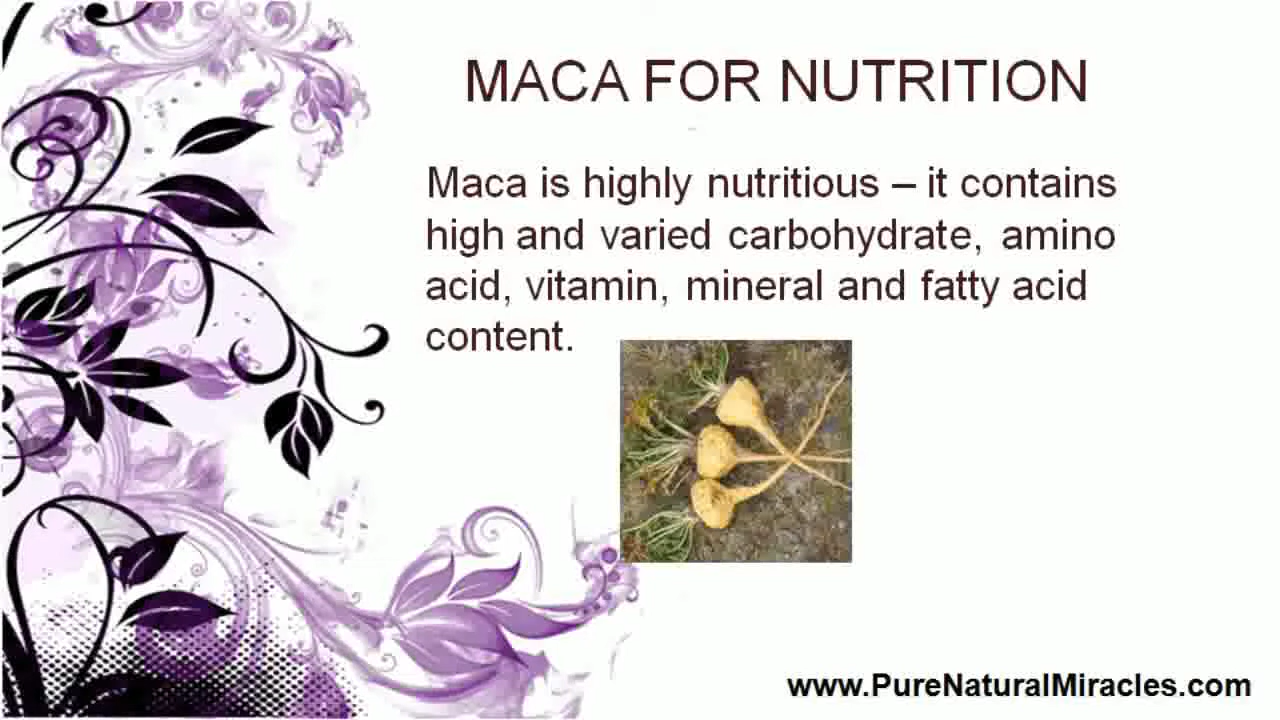 MACA FOR NUTRITION
Maca is highly nutritious – it contains
high and varied carbohydrate, amino
acid, vitamin, mineral and fatty acid
content.
www.PureNaturalMiracles.com